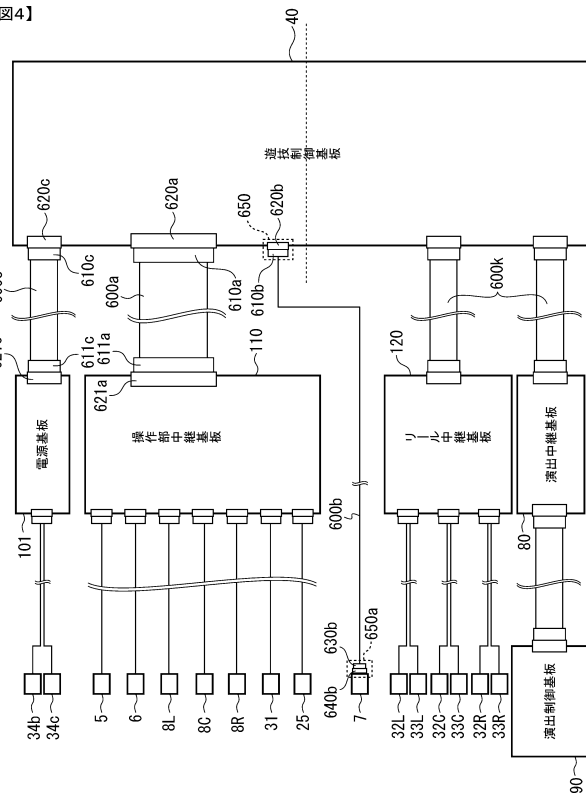 図4】
40
遊技制御基板
620c
620a
650
620b
610c
600a
610a
610b
600k
611c
611a
621a
110
120
電源基板
操作部中継基板
リール中継基板
演出中継基板
101
600b
80
630b
650a
640b
34b
34c
5
6
8L
8C
8R
31
25
7
32L
33L
32C
33C
32R
33R
演出制御基板
90